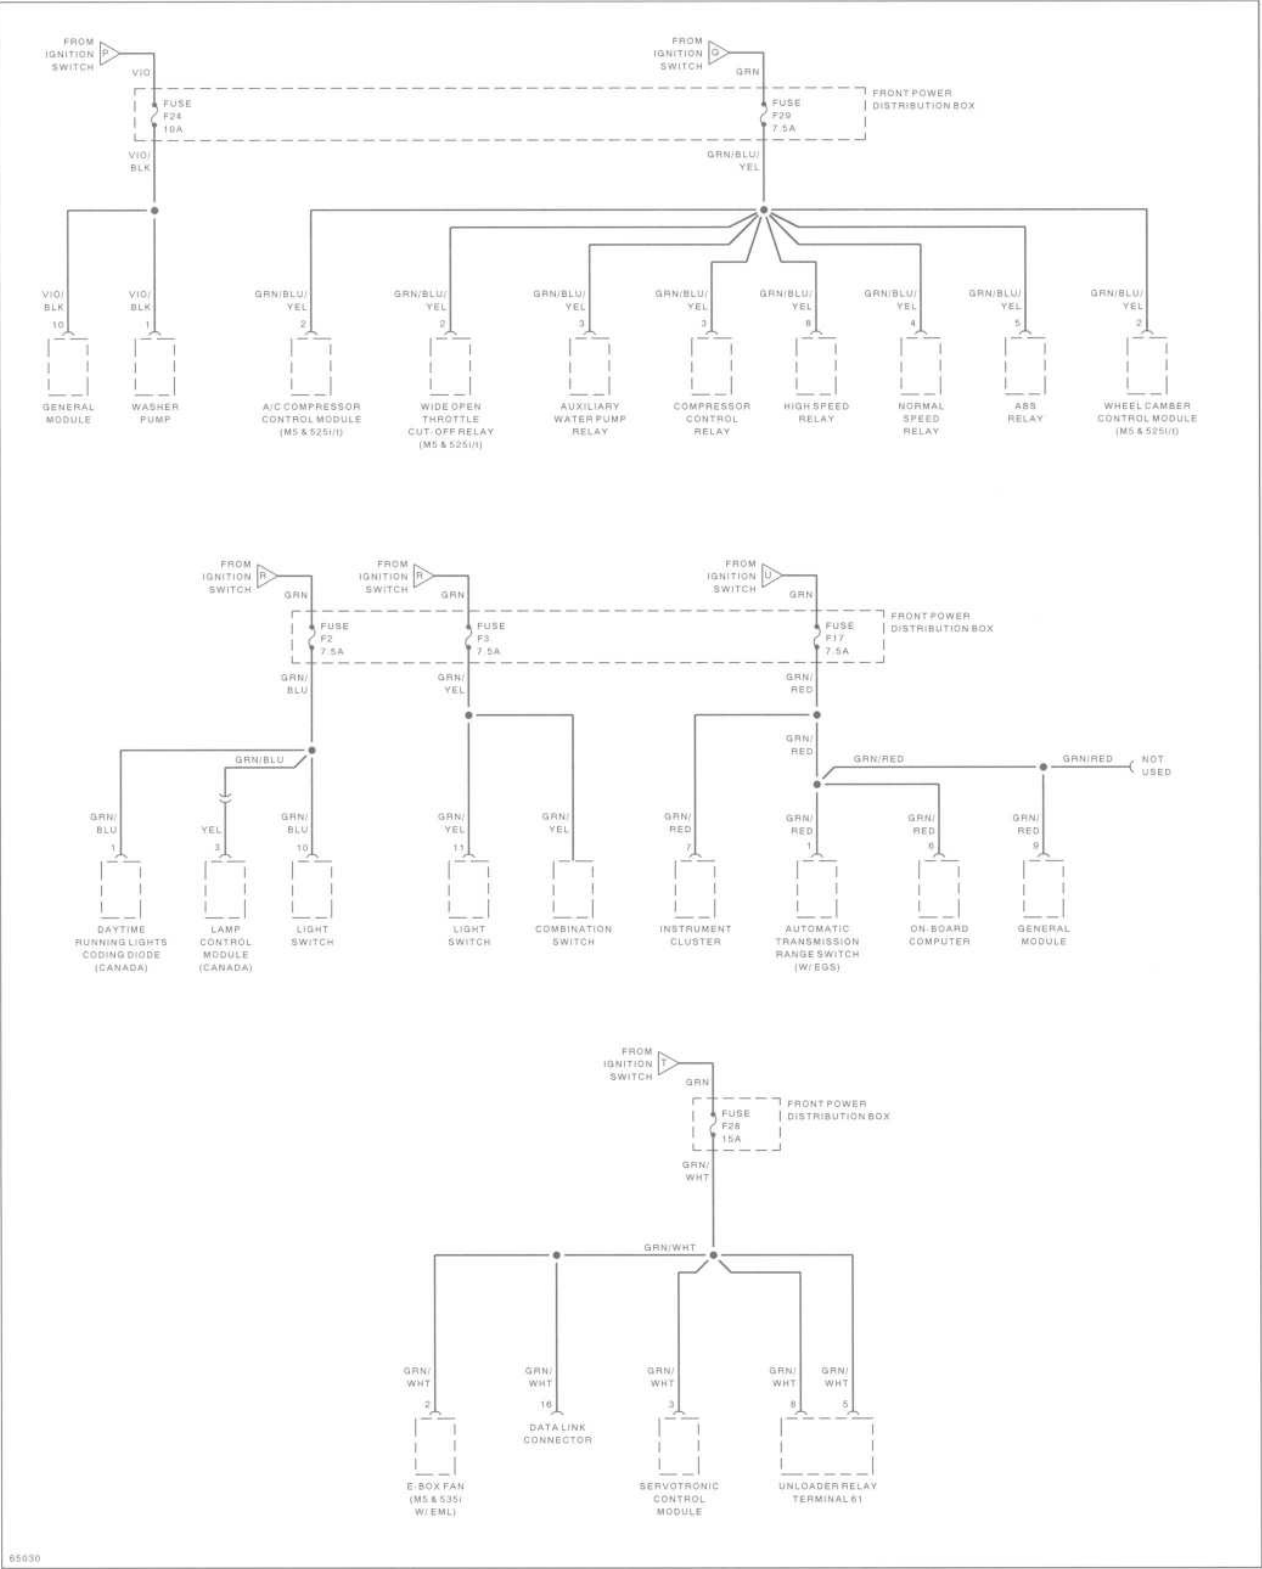 FROM
IGNITION
SWITCH
P
VIO
FUSE
F24
10A
VIO/
BLK
FROM
IGNITION
SWITCH
G
GRN
FUSE
F29
7.5A
GRN/BLU/
YEL
FRONT POWER
DISTRIBUTION BOX
VIO/
BLK
10
GENERAL
MODULE
VIO/
BLK
1
WASHER
PUMP
GRN/BLU/
YEL
2
A/C COMPRESSOR
CONTROL MODULE
(M5 & 525i/t)
GRN/BLU/
YEL
2
WIDE OPEN
THROTTLE
CUT-OFF RELAY
(M5 & 525i/t)
GRN/BLU/
YEL
3
AUXILIARY
WATER PUMP
RELAY
GRN/BLU/
YEL
3
COMPRESSOR
CONTROL
RELAY
GRN/BLU/
YEL
8
HIGH SPEED
RELAY
GRN/BLU/
YEL
4
NORMAL
SPEED
RELAY
GRN/BLU/
YEL
5
ABS
RELAY
GRN/BLU/
YEL
2
WHEEL CAMBER
CONTROL MODULE
(M5 & 525i/t)
FROM
IGNITION
SWITCH
R
GRN
FUSE
F2
7.5A
GRN/
BLU
FROM
IGNITION
SWITCH
R
GRN
FUSE
F3
7.5A
GRN/
YEL
FROM
IGNITION
SWITCH
U
GRN
FUSE
F17
7.5A
GRN/
RED
FRONT POWER
DISTRIBUTION BOX
GRN/BLU
GRN/
RED
GRN/RED
GRN/RED
NOT
USED
GRN/
BLU
1
DAYTIME
RUNNING LIGHTS
CODING DIODE
(CANADA)
YEL
3
LAMP
CONTROL
MODULE
(CANADA)
GRN/
BLU
10
LIGHT
SWITCH
GRN/
YEL
11
LIGHT
SWITCH
GRN/
YEL
COMBINATION
SWITCH
GRN/
RED
7
INSTRUMENT
CLUSTER
GRN/
RED
1
AUTOMATIC
TRANSMISSION
RANGE SWITCH
(W/ EGS)
GRN/
RED
6
ON-BOARD
COMPUTER
GRN/
RED
9
GENERAL
MODULE
FROM
IGNITION
SWITCH
T
GRN
FUSE
F28
15A
GRN/
WHT
FRONT POWER
DISTRIBUTION BOX
GRN/WHT
GRN/
WHT
2
E-BOX FAN
(M5 & 535i
W/ EML)
GRN/
WHT
16
DATA LINK
CONNECTOR
GRN/
WHT
3
SERVOTRONIC
CONTROL
MODULE
GRN/
WHT
8
GRN/
WHT
5
UNLOADER RELAY
TERMINAL 61
65030